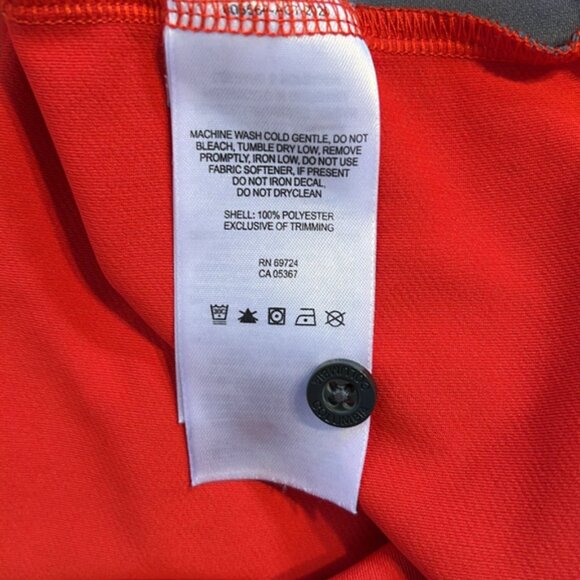 MACHINE WASH COLD GENTLE, DO NOT
BLEACH, TUMBLE DRY LOW, REMOVE
PROMPTLY, IRON LOW, DO NOT USE
FABRIC SOFTENER, IF PRESENT
DO NOT IRON DECAL,
DO NOT DRYCLEAN
SHELL: 100% POLYESTER
EXCLUSIVE OF TRIMMING
RN 69724
CA 05367